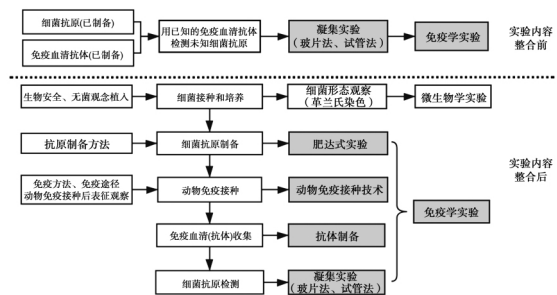 细菌抗原(已制备)
免疫血清抗体(已制备)
用已知的免疫血清抗体
检测未知细菌抗原
凝集实验
(玻片法、试管法)
免疫学实验
实验内容
整合前
生物安全、无菌观念植入
细菌接种和培养
细菌形态观察
(革兰氏染色)
微生物学实验
抗原制备方法
细菌抗原制备
肥达式实验
免疫方法、免疫途径
动物免疫接种后表征观察
动物免疫接种
动物免疫接种技术
免疫血清(抗体)收集
抗体制备
细菌抗原检测
凝集实验
(玻片法、试管法)
免疫学实验
实验内容
整合后